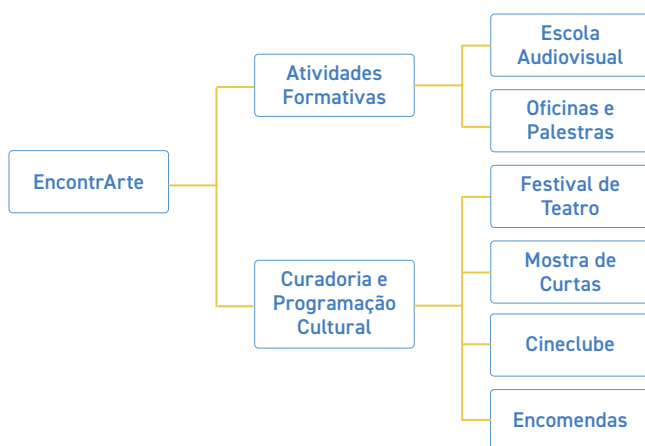 EncontrArte
Atividades
Formativas
Escola
Audiovisual
Oficinas e
Palestras
Curadoria e
Programação
Cultural
Festival de
Teatro
Mostra de
Curtas
Cineclube
Encomendas